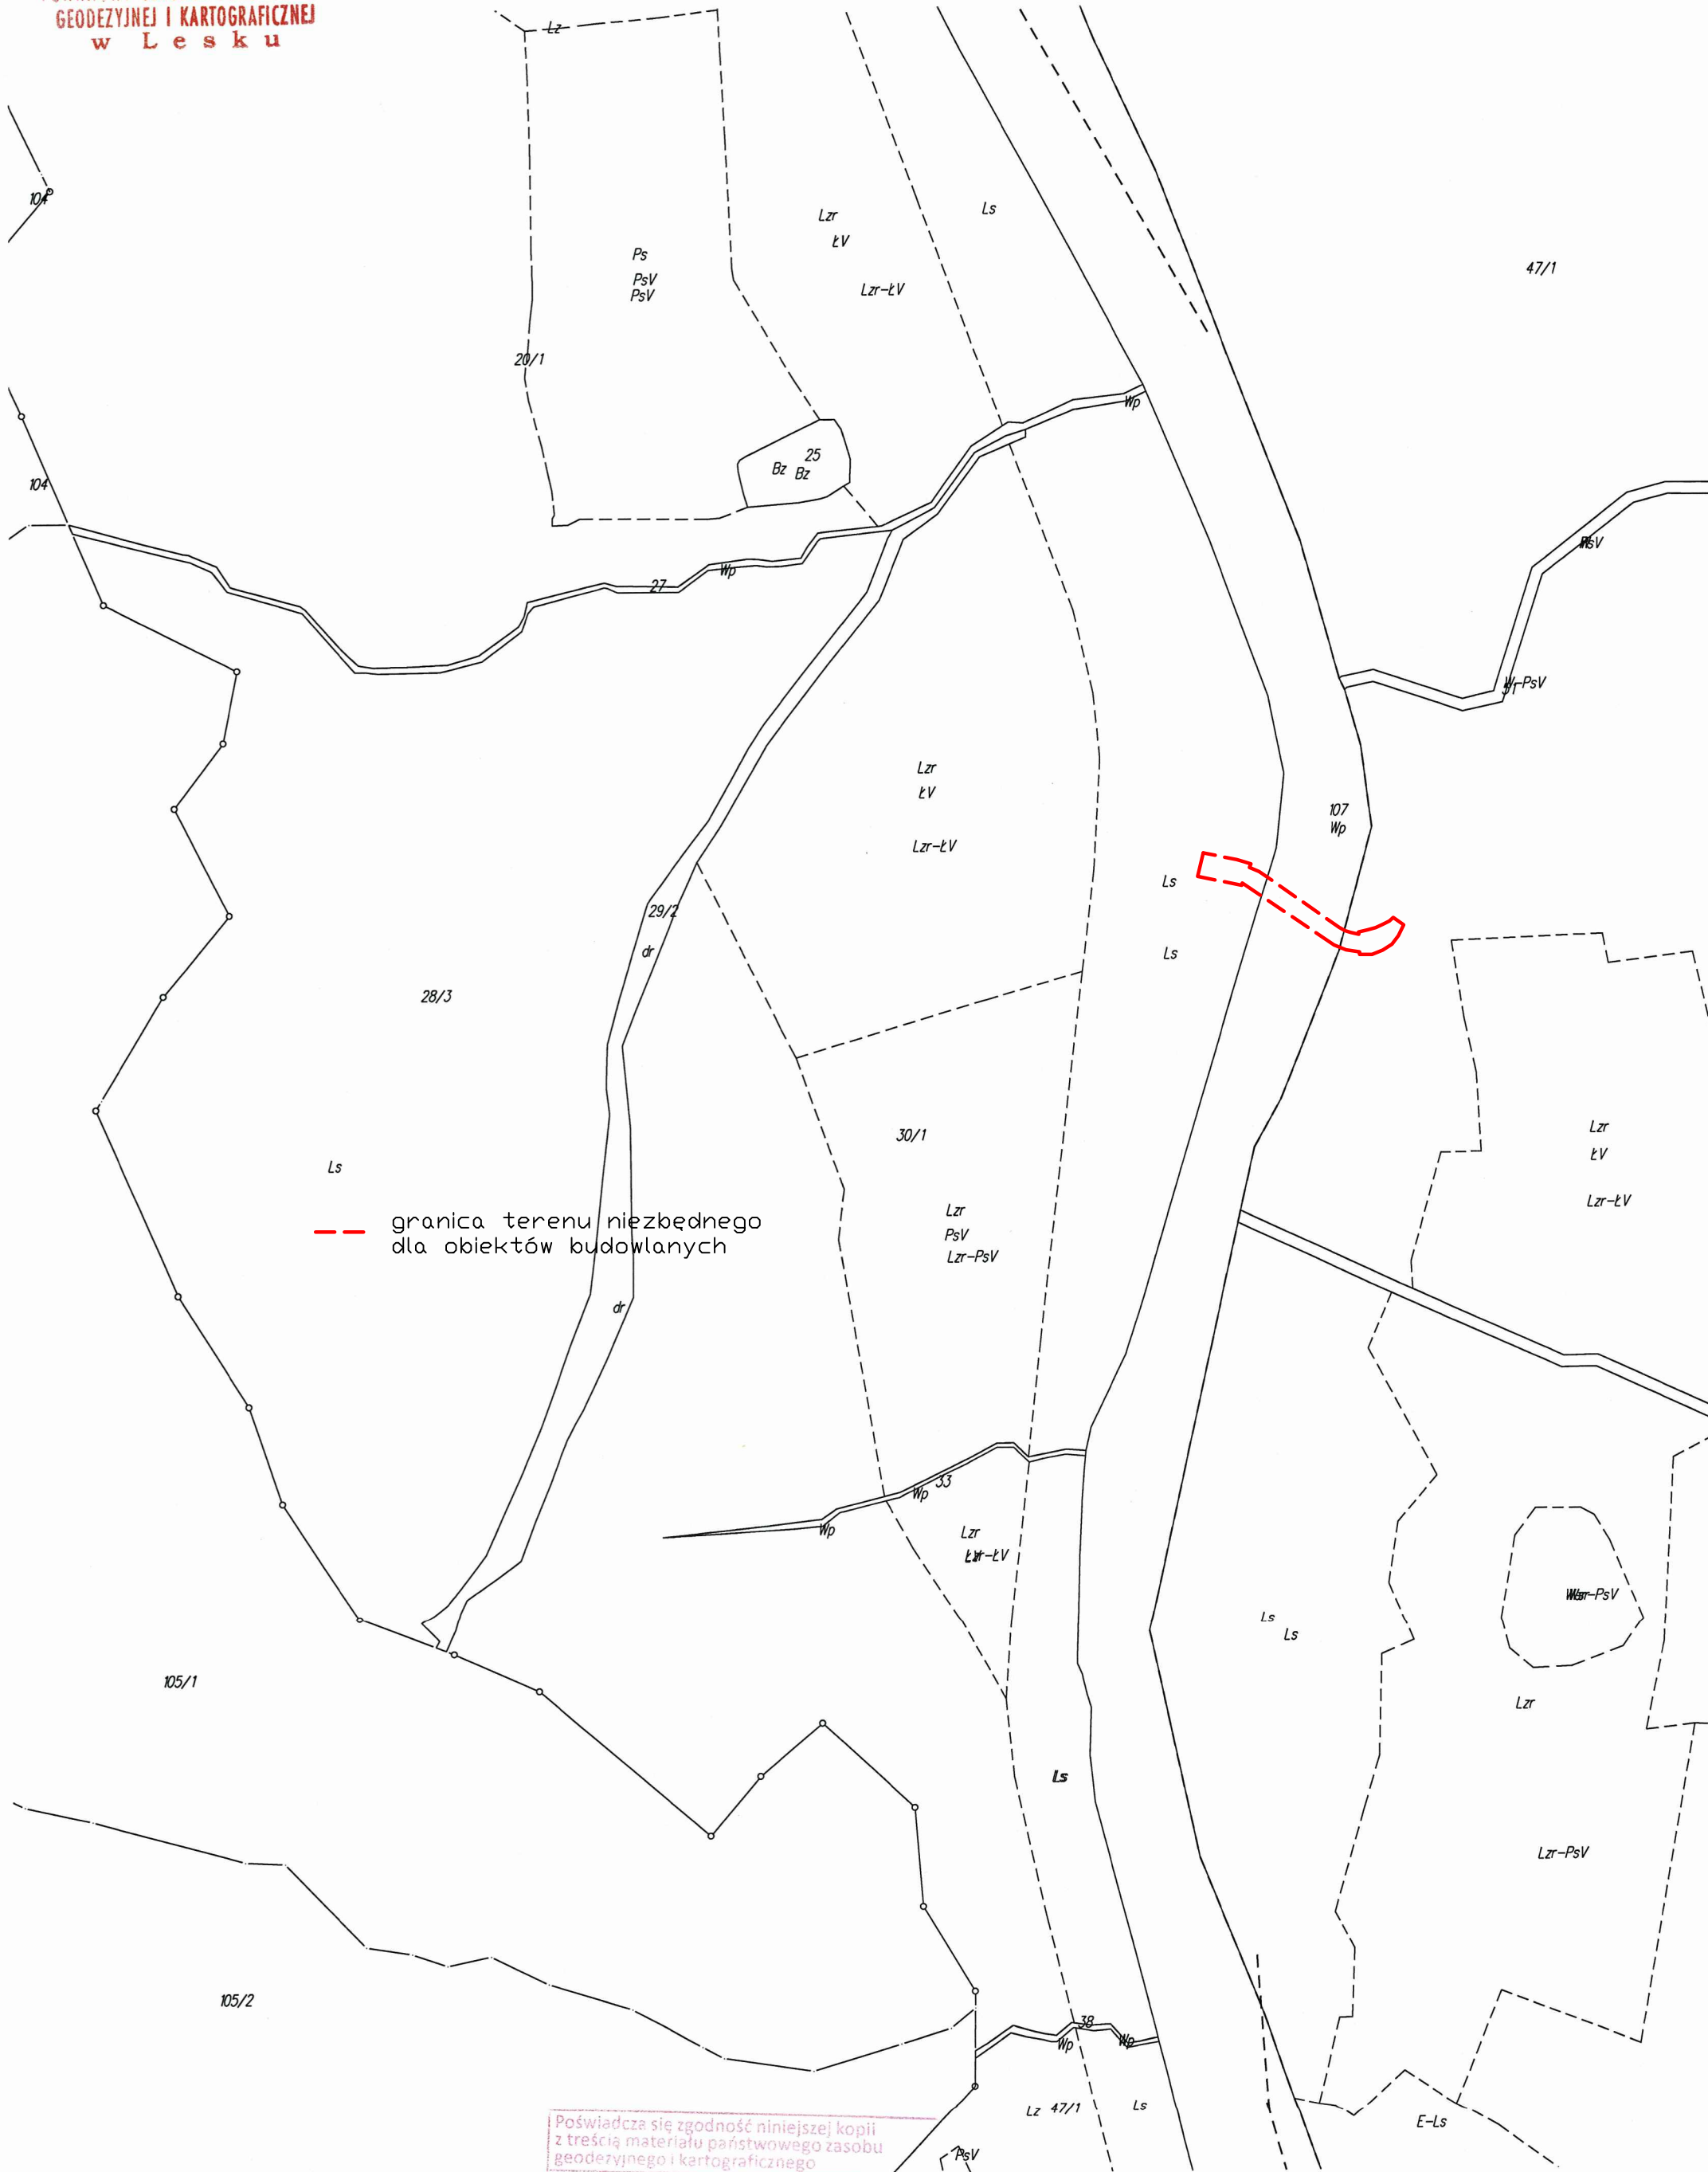 GEODEZYJNEJ I KARTOGRAFICZNEJ
w Lesku
Lz
104
Lzr
ŁV
Ls
Ps
PsV
PsV
47/1
Lzr-ŁV
20/1
Wp
25
Bz Bz
104
27
Wp
Lzr
ŁV
107
Wp
Lzr-ŁV
Ls
29/2
dr
Ls
28/3
30/1
Lzr
ŁV
Ls
Lzr-ŁV
Lzr
PsV
Lzr-PsV
granica terenu niezbędnego
dla obiektów budowlanych
dr
33
Wp
Wp
Lzr
Ls
Ls
105/1
Lzr
Ls
Lzr-PsV
105/2
38
Wp
Wp
Lz 47/1
Ls
E-Ls
PsV
Poświadcza się zgodność niniejszej kopii
z treścią materiału państwowego zasobu
geodezyjnego i kartograficznego